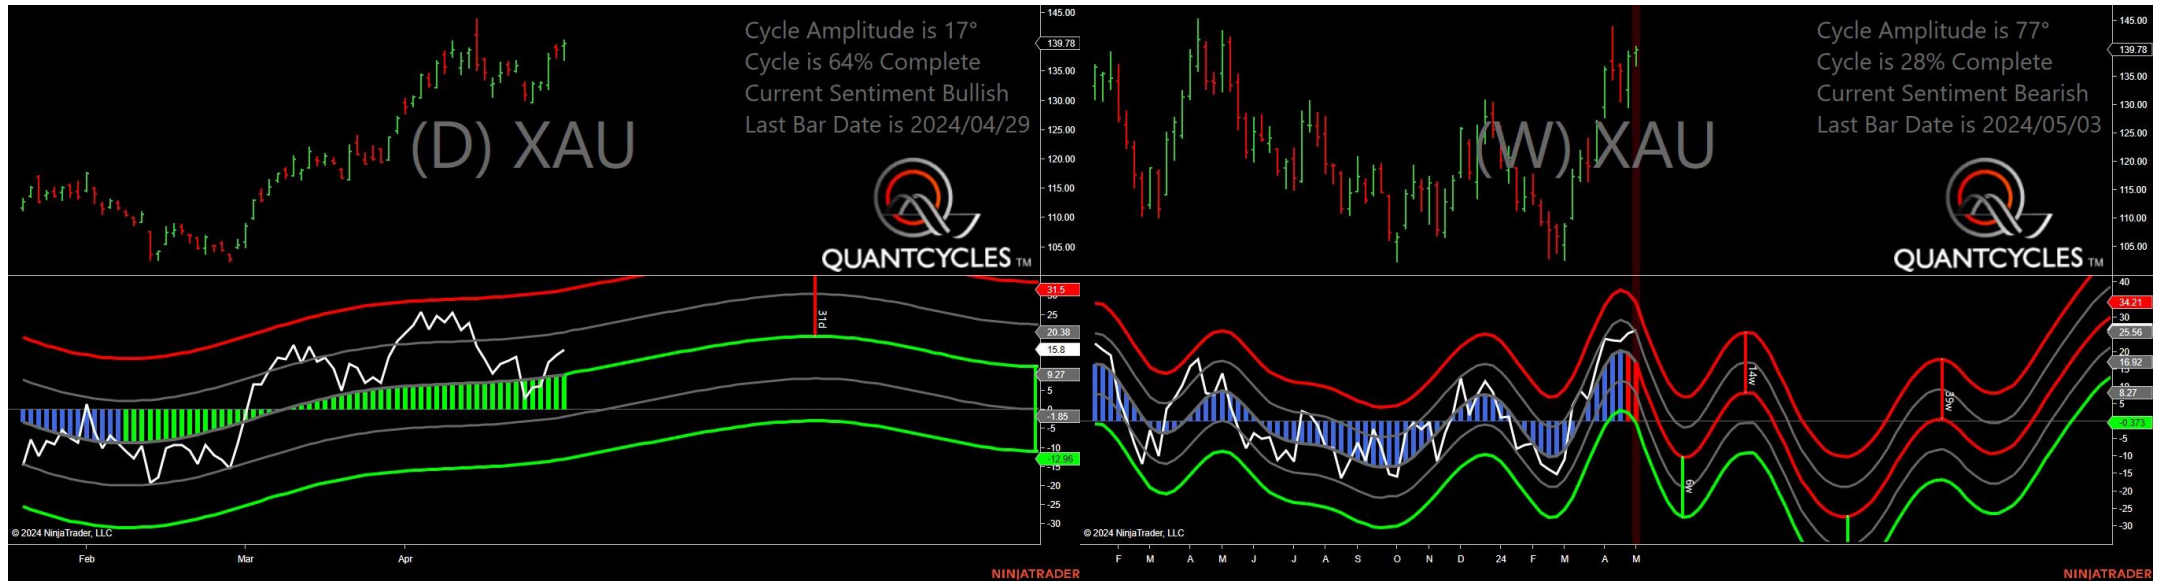 Cycle Amplitude is 17°
Cycle is 64% Complete
Current Sentiment Bullish
Last Bar Date is 2024/04/29
(D) XAU
QUANTCYCLES TM
145.00
139.78
135.00
130.00
125.00
120.00
115.00
110.00
105.00
31.5
25
20.38
15.8
9.27
5
-1.85
-5
-10
-12.96
-15
-20
-25
-30
31d
© 2024 NinjaTrader, LLC
Feb Mar Apr
NINJATRADER
Cycle Amplitude is 77°
Cycle is 28% Complete
Current Sentiment Bearish
Last Bar Date is 2024/05/03
(W) XAU
QUANTCYCLES TM
145.00
139.78
135.00
130.00
125.00
120.00
115.00
110.00
105.00
40
34.21
30
25.56
20
16.92
8.27
5
-0.373
-5
-10
-15
-20
-25
-30
6w
14w
39w
© 2024 NinjaTrader, LLC
F M A M J J A S O N D 24 F M A M
NINJATRADER